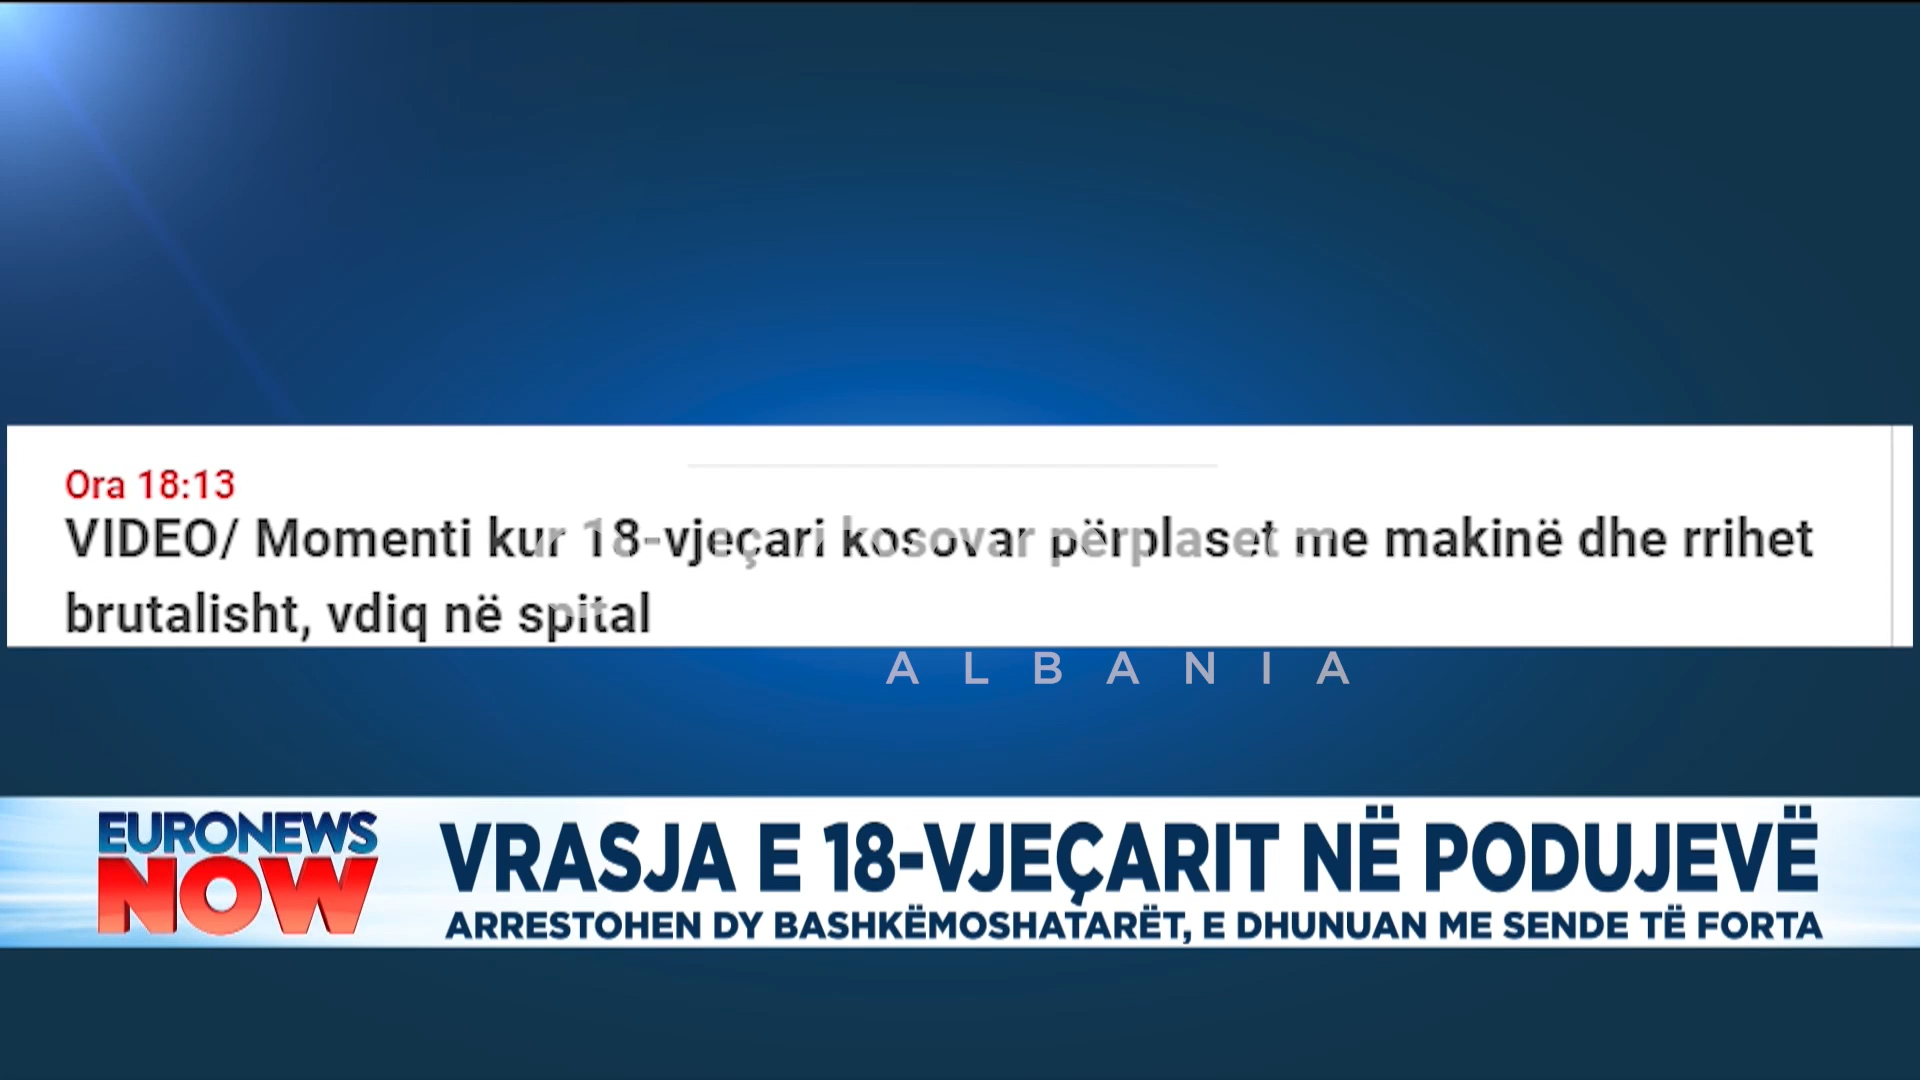 Ora 18:13
VIDEO/ Momenti kur 18-vjeçari kosovar përplaset me makinë dhe rrihet
brutalisht, vdiq në spital
ALBANIA
EURONEWS
NOW
VRASJA E 18-VJEÇARIT NË PODUJEVË
ARRESTOHEN DY BASHKËMOSHATARËT, E DHUNUAN ME SENDE TË FORTA